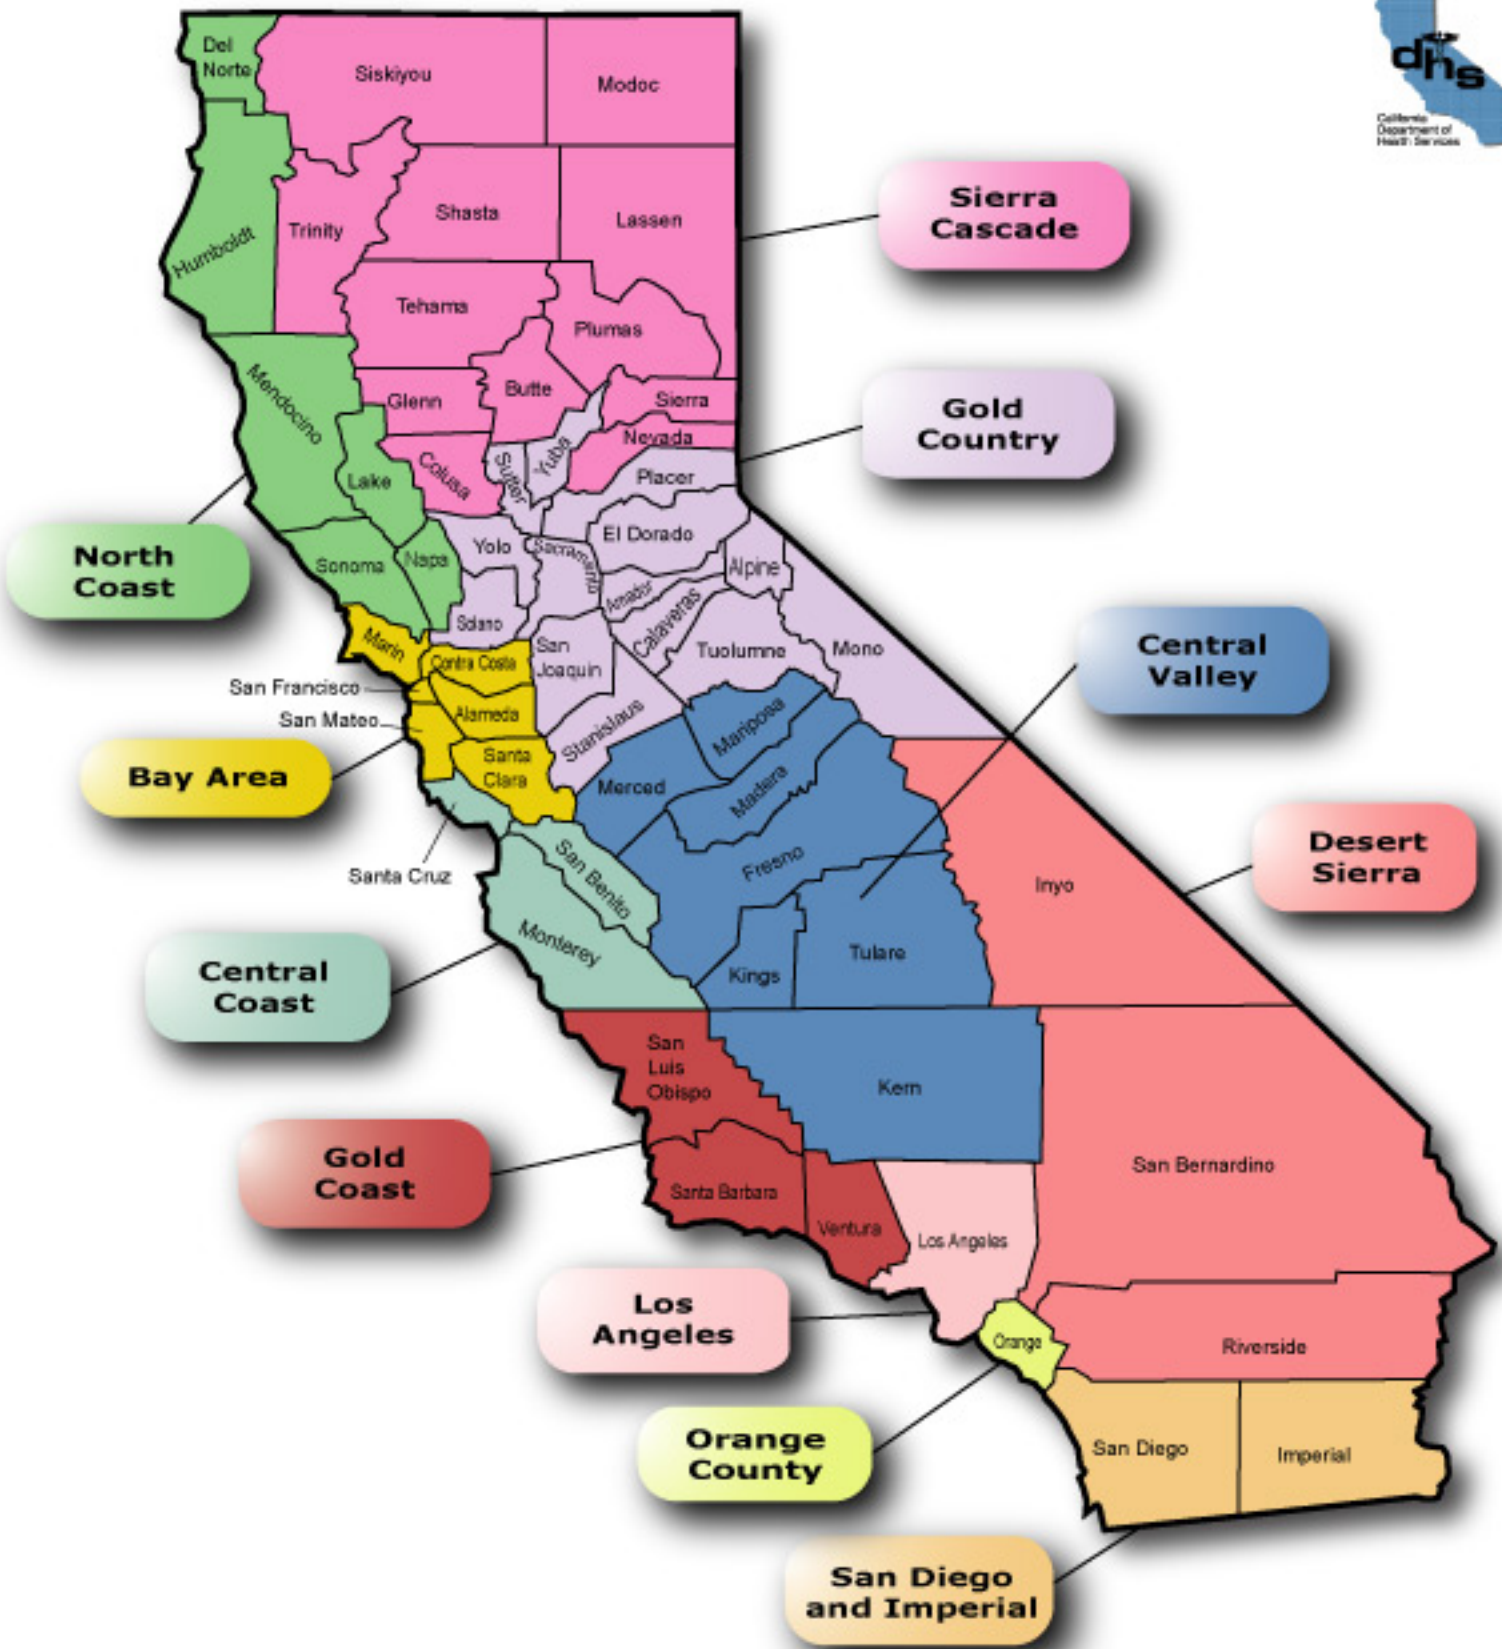 dhs
California
Department of
Health Services
Del
Norte
Siskiyou
Modoc
Humboldt
Trinity
Shasta
Lassen
Sierra
Cascade
Tehama
Plumas
Mendocino
Glenn
Butte
Sierra
Nevada
Gold
Country
Colusa
Sutter
Yuba
Placer
Lake
El Dorado
North
Coast
Sonoma
Napa
Yolo
Sacramento
Alpine
Amador
Solano
Calaveras
Marin
Contra Costa
San
Joaquin
Tuolumne
Mono
Central
Valley
San Francisco
San Mateo
Alameda
Stanislaus
Mariposa
Bay Area
Santa
Clara
Merced
Madera
Desert
Sierra
Santa Cruz
San Benito
Fresno
Inyo
Monterey
Central
Coast
Kings
Tulare
San
Luis
Obispo
Kern
Gold
Coast
San Bernardino
Santa Barbara
Ventura
Los Angeles
Los
Angeles
Orange
Riverside
Orange
County
San Diego
Imperial
San Diego
and Imperial